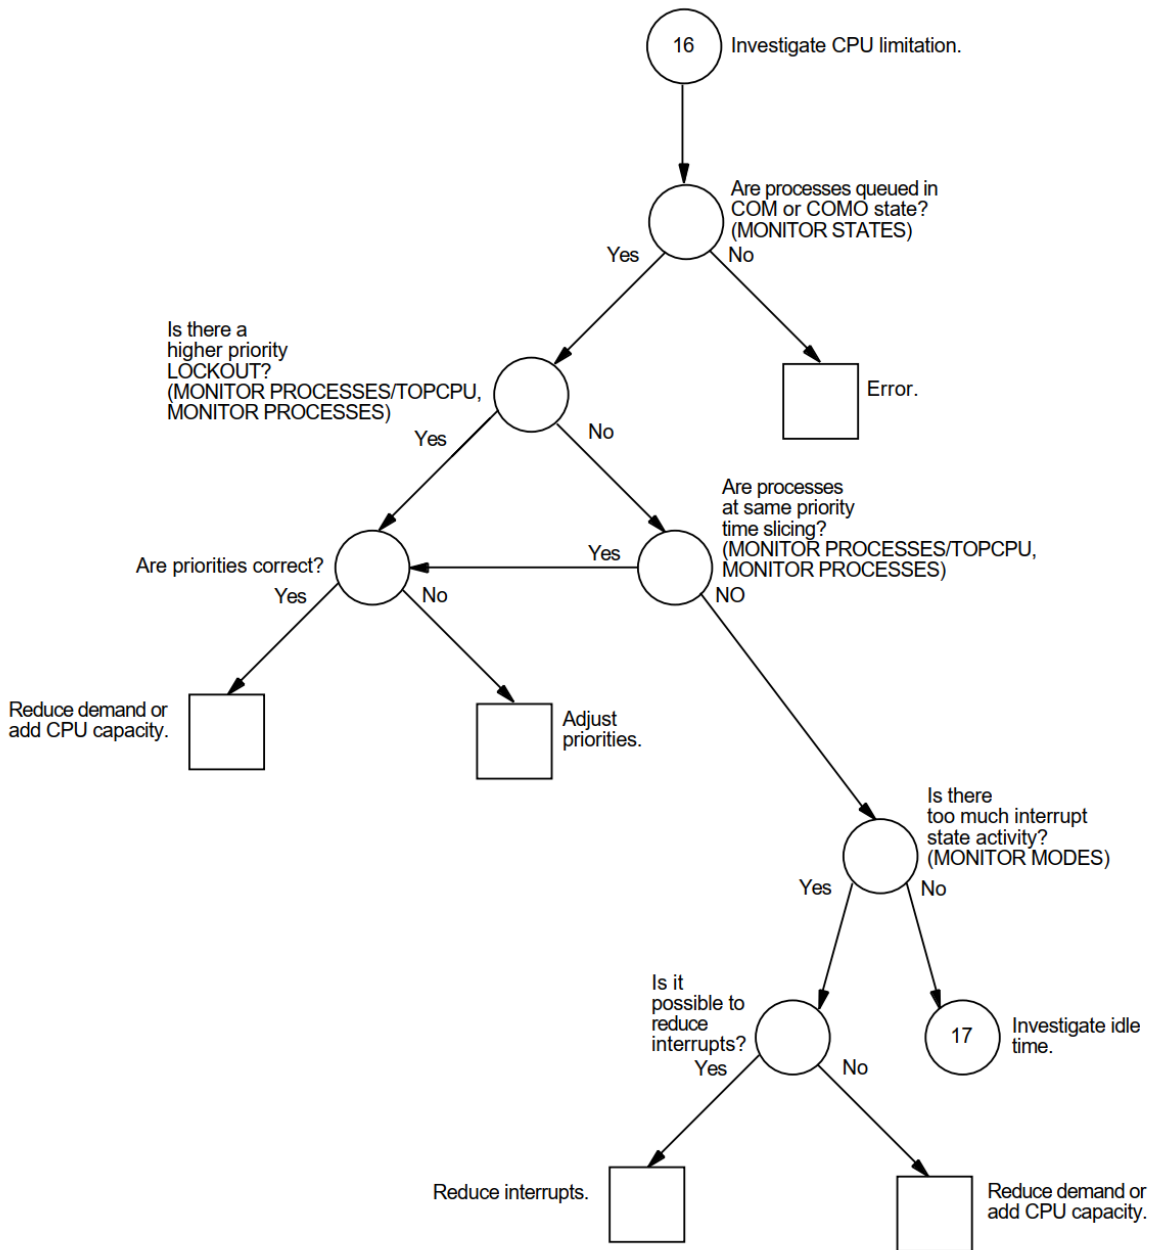 16
Investigate CPU limitation.
Are processes queued in
COM or COMO state?
(MONITOR STATES)
Yes
No
Is there a
higher priority
LOCKOUT?
(MONITOR PROCESSES/TOPCPU,
MONITOR PROCESSES)
Error.
Yes
No
Are processes
at same priority
time slicing?
(MONITOR PROCESSES/TOPCPU,
MONITOR PROCESSES)
Are priorities correct?
Yes
Yes
No
NO
Reduce demand or
add CPU capacity.
Adjust
priorities.
Is there
too much interrupt
state activity?
(MONITOR MODES)
Yes
No
Is it
possible to
reduce
interrupts?
17
Investigate idle
time.
Yes
No
Reduce interrupts.
Reduce demand or
add CPU capacity.